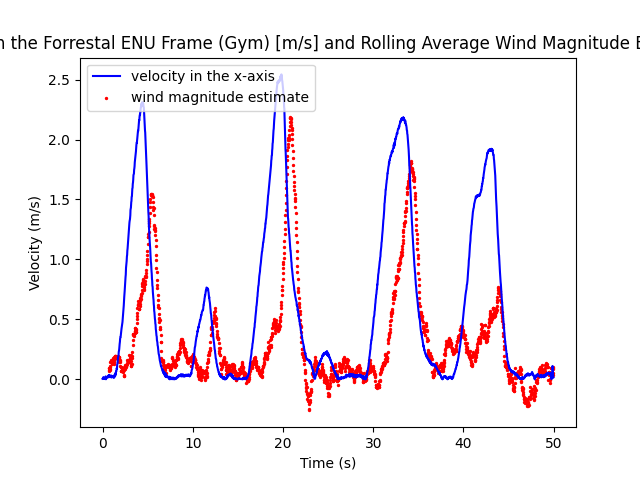 the Forrestal ENU Frame (Gym) [m/s] and Rolling Average Wind Magnitude
velocity in the x-axis
wind magnitude estimate
Velocity (m/s)
2.5
2.0
1.5
1.0
0.5
0.0
0
10
20
30
40
50
Time (s)